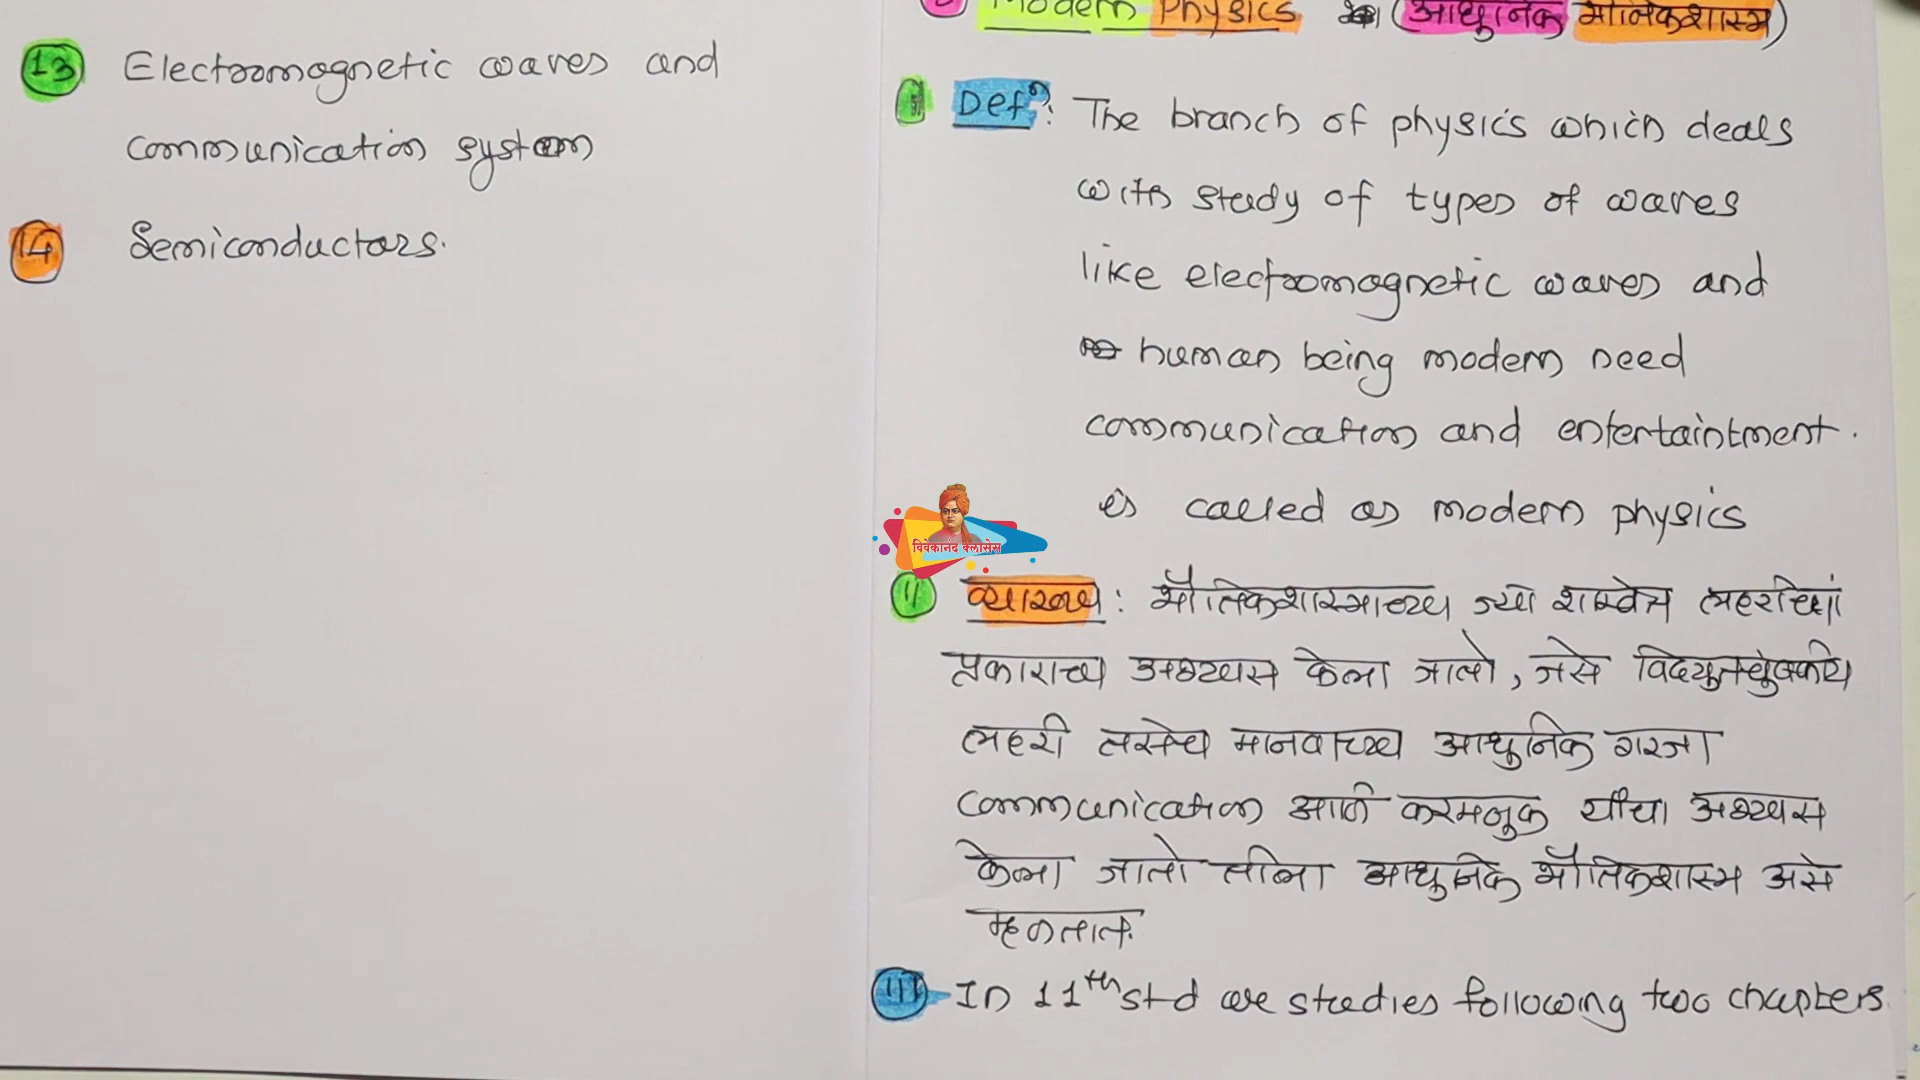 13 Electromagnetic waves and
communication system
14 Semiconductors.
Modern Physics (आधुनिक भौतिकशास्त्र)
I Defⁿ: The branch of physics which deals
with study of types of waves
like electromagnetic waves and
human being modern need
communication and entertaintment.
is called as modern physics
विवेकानंद क्लासेस
II व्याख्या: भौतिकशास्त्राच्या ज्या शाखेत लहरींच्या
प्रकाराचा अभ्यास केला जातो, जसे विद्युतचुंबकीय
लहरी तसेच मानवाच्या आधुनिक गरजा
communication आणि करमणूक यांचा अभ्यास
केला जातो तीला आधुनिक भौतिकशास्त्र असे
म्हणतात.
III In 11th std we studies following two chapters.